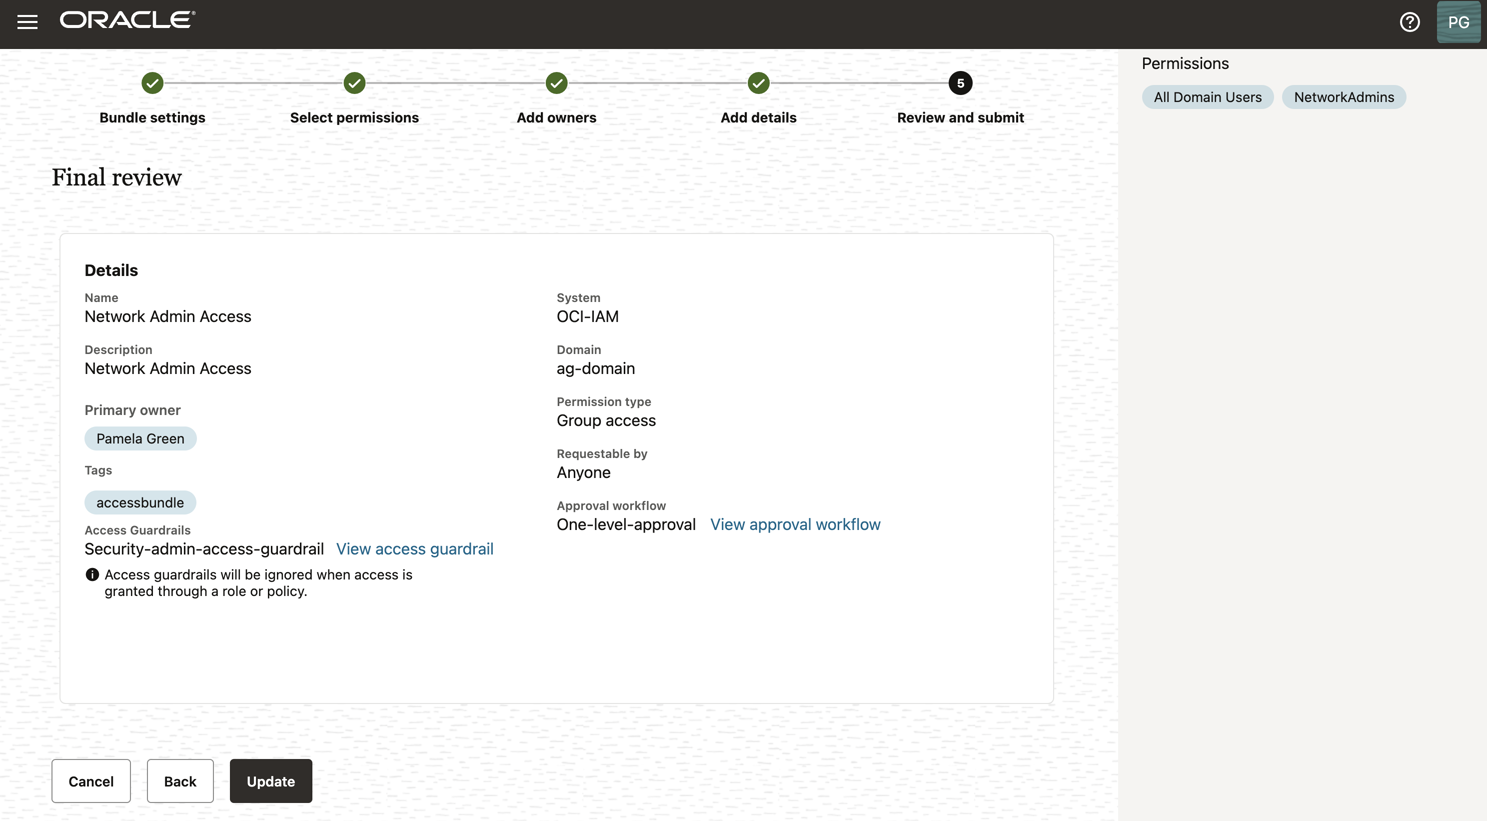 ORACLE
PG
Bundle settings
Select permissions
Add owners
Add details
5
Review and submit
Final review
Details
Name
Network Admin Access
Description
Network Admin Access
Primary owner
Pamela Green
Tags
accessbundle
Access Guardrails
Security-admin-access-guardrail View access guardrail
Access guardrails will be ignored when access is
granted through a role or policy.
System
OCI-IAM
Domain
ag-domain
Permission type
Group access
Requestable by
Anyone
Approval workflow
One-level-approval View approval workflow
Cancel
Back
Update
Permissions
All Domain Users
NetworkAdmins